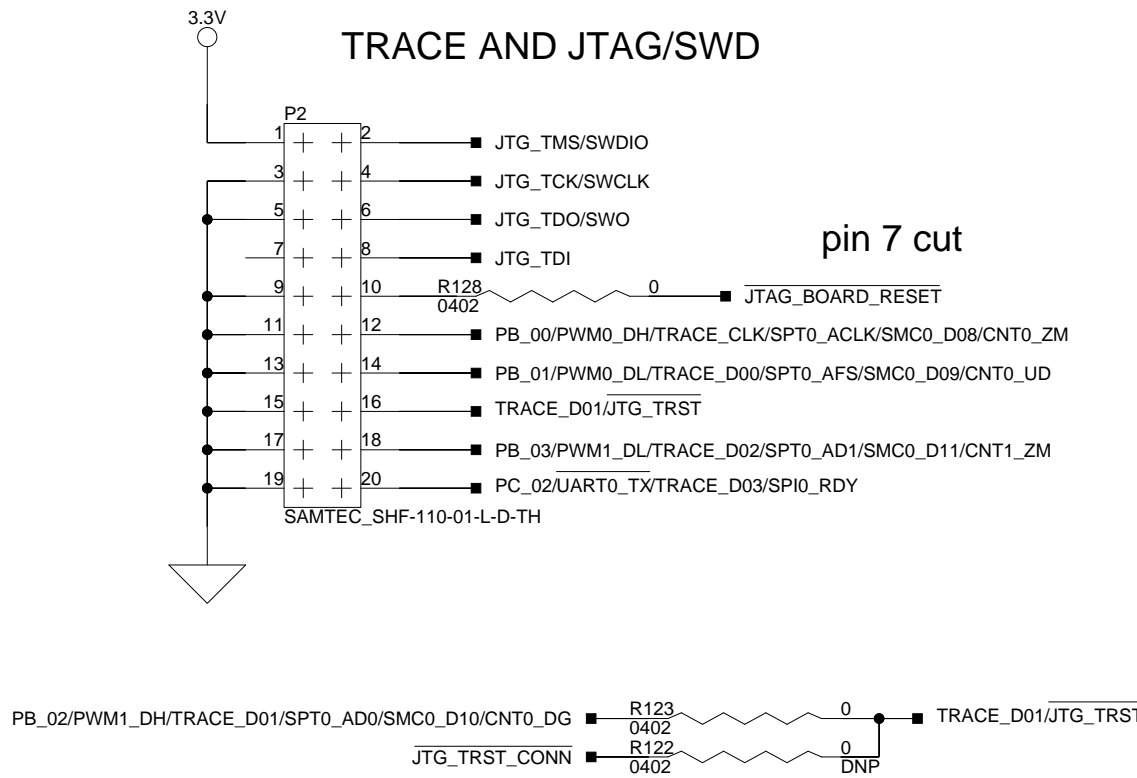 3.3V
TRACE AND JTAG/SWD
P2
1 2 JTG_TMS/SWDIO
3 4 JTG_TCK/SWCLK
5 6 JTG_TDO/SWO
pin 7 cut
7 8 JTG_TDI
9 10 R128 0 JTAG_BOARD_RESET
0402
11 12 PB_00/PWM0_DH/TRACE_CLK/SPT0_ACLK/SMC0_D08/CNT0_ZM
13 14 PB_01/PWM0_DL/TRACE_D00/SPT0_AFS/SMC0_D09/CNT0_UD
15 16 TRACE_D01/JTG_TRST
17 18 PB_03/PWM1_DL/TRACE_D02/SPT0_AD1/SMC0_D11/CNT1_ZM
19 20 PC_02/UART0_TX/TRACE_D03/SPI0_RDY
SAMTEC_SHF-110-01-L-D-TH
PB_02/PWM1_DH/TRACE_D01/SPT0_AD0/SMC0_D10/CNT0_DG R123 0 TRACE_D01/JTG_TRST
0402
JTG_TRST_CONN R122 0
0402 DNP